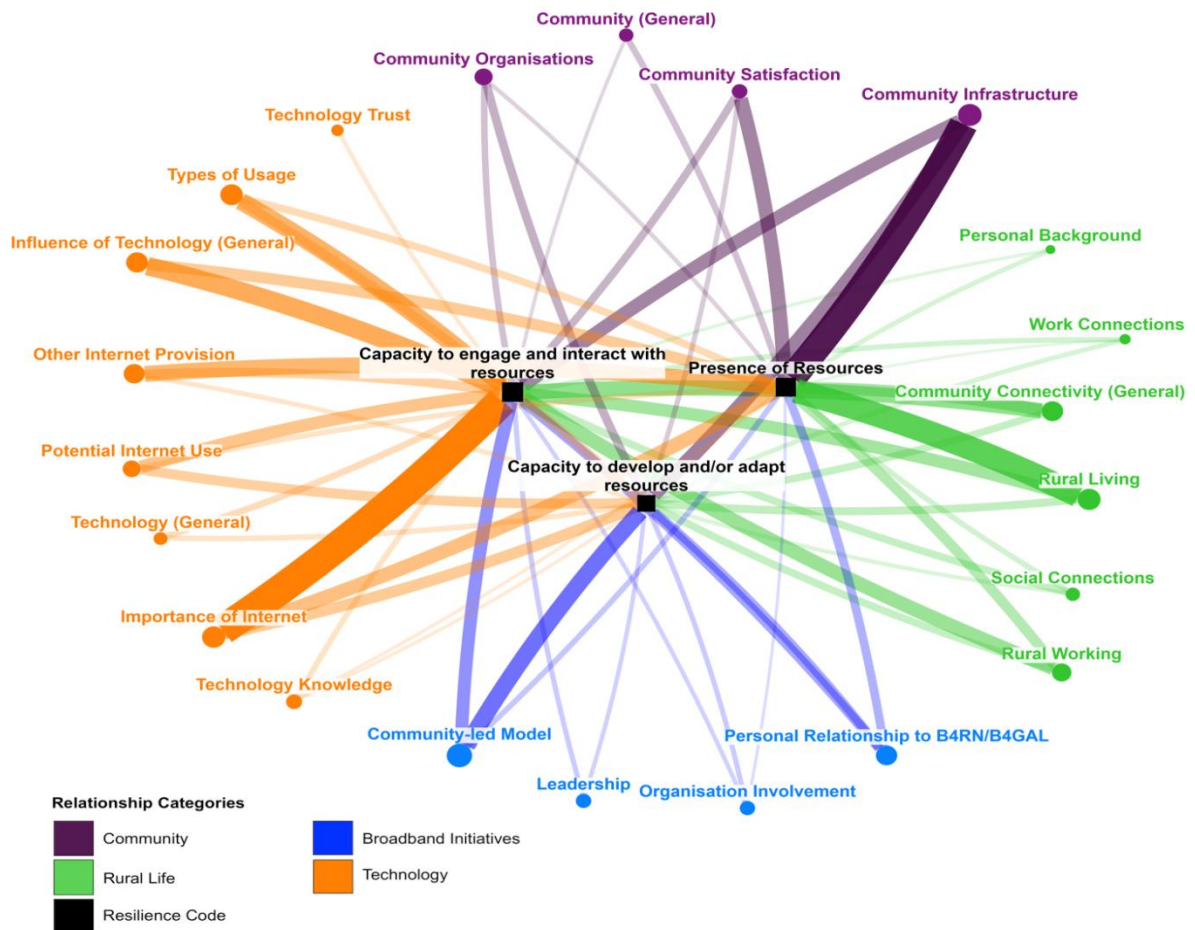 Community (General)
Community Organisations
Community Satisfaction
Community Infrastructure
Technology Trust
Types of Usage
Influence of Technology (General)
Personal Background
Work Connections
Other Internet Provision
Capacity to engage and interact with
resources
Presence of Resources
Community Connectivity (General)
Potential Internet Use
Capacity to develop and/or adapt
resources
Rural Living
Technology (General)
Social Connections
Importance of Internet
Rural Working
Technology Knowledge
Community-led Model
Personal Relationship to B4RN/B4GAL
Leadership
Organisation Involvement
Relationship Categories
Community
Broadband Initiatives
Rural Life
Technology
Resilience Code